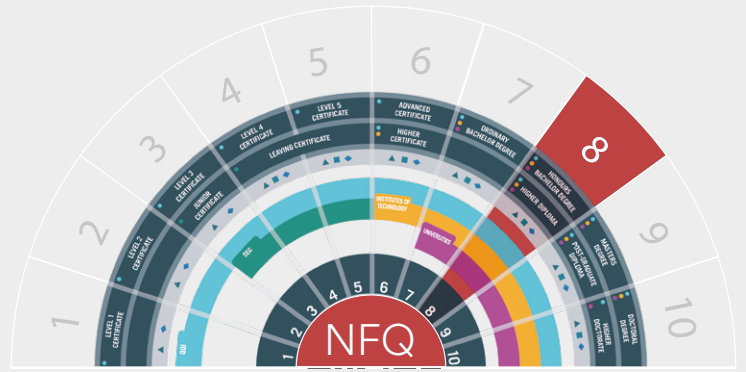 1
2
3
4
5
6
7
8
9
10
LEVEL 1
CERTIFICATE
LEVEL 2
CERTIFICATE
LEVEL 3
CERTIFICATE
JUNIOR
CERTIFICATE
LEVEL 4
CERTIFICATE
LEVEL 5
CERTIFICATE
LEAVING CERTIFICATE
ADVANCED
CERTIFICATE
HIGHER
CERTIFICATE
ORDINARY
BACHELOR DEGREE
HONOURS
BACHELOR DEGREE
HIGHER DIPLOMA
MASTERS
DEGREE
POST-GRADUATE
DIPLOMA
DOCTORAL
DEGREE
HIGHER
DOCTORATE
QQI
SEC
INSTITUTES OF
TECHNOLOGY
UNIVERSITIES
1
2
3
4
5
6
7
8
9
10
NFQ